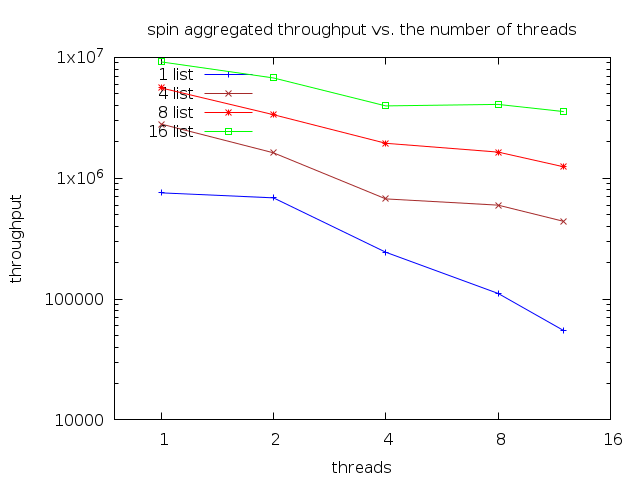 spin aggregated throughput vs. the number of threads
1x10^7
1x10^6
100000
10000
throughput
1 list
4 list
8 list
16 list
1 2 4 8 16
threads